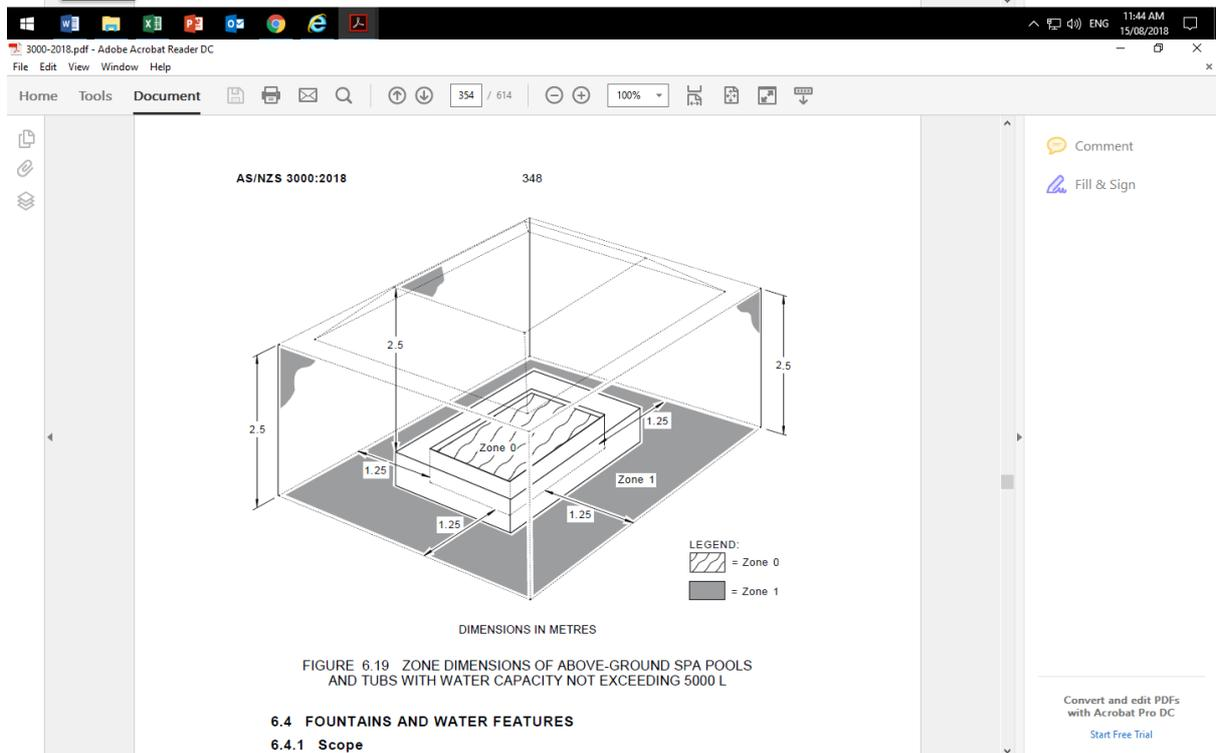 ENG
11:44 AM
15/08/2018
3000-2018.pdf - Adobe Acrobat Reader DC
File Edit View Window Help
Home Tools Document 354 / 614 100%
Comment
Fill & Sign
AS/NZS 3000:2018 348
2.5
2.5
2.5
1.25
Zone 0
1.25
Zone 1
1.25
1.25
LEGEND:
= Zone 0
= Zone 1
DIMENSIONS IN METRES
FIGURE 6.19 ZONE DIMENSIONS OF ABOVE-GROUND SPA POOLS
AND TUBS WITH WATER CAPACITY NOT EXCEEDING 5000 L
6.4 FOUNTAINS AND WATER FEATURES
6.4.1 Scope
Convert and edit PDFs
with Acrobat Pro DC
Start Free Trial